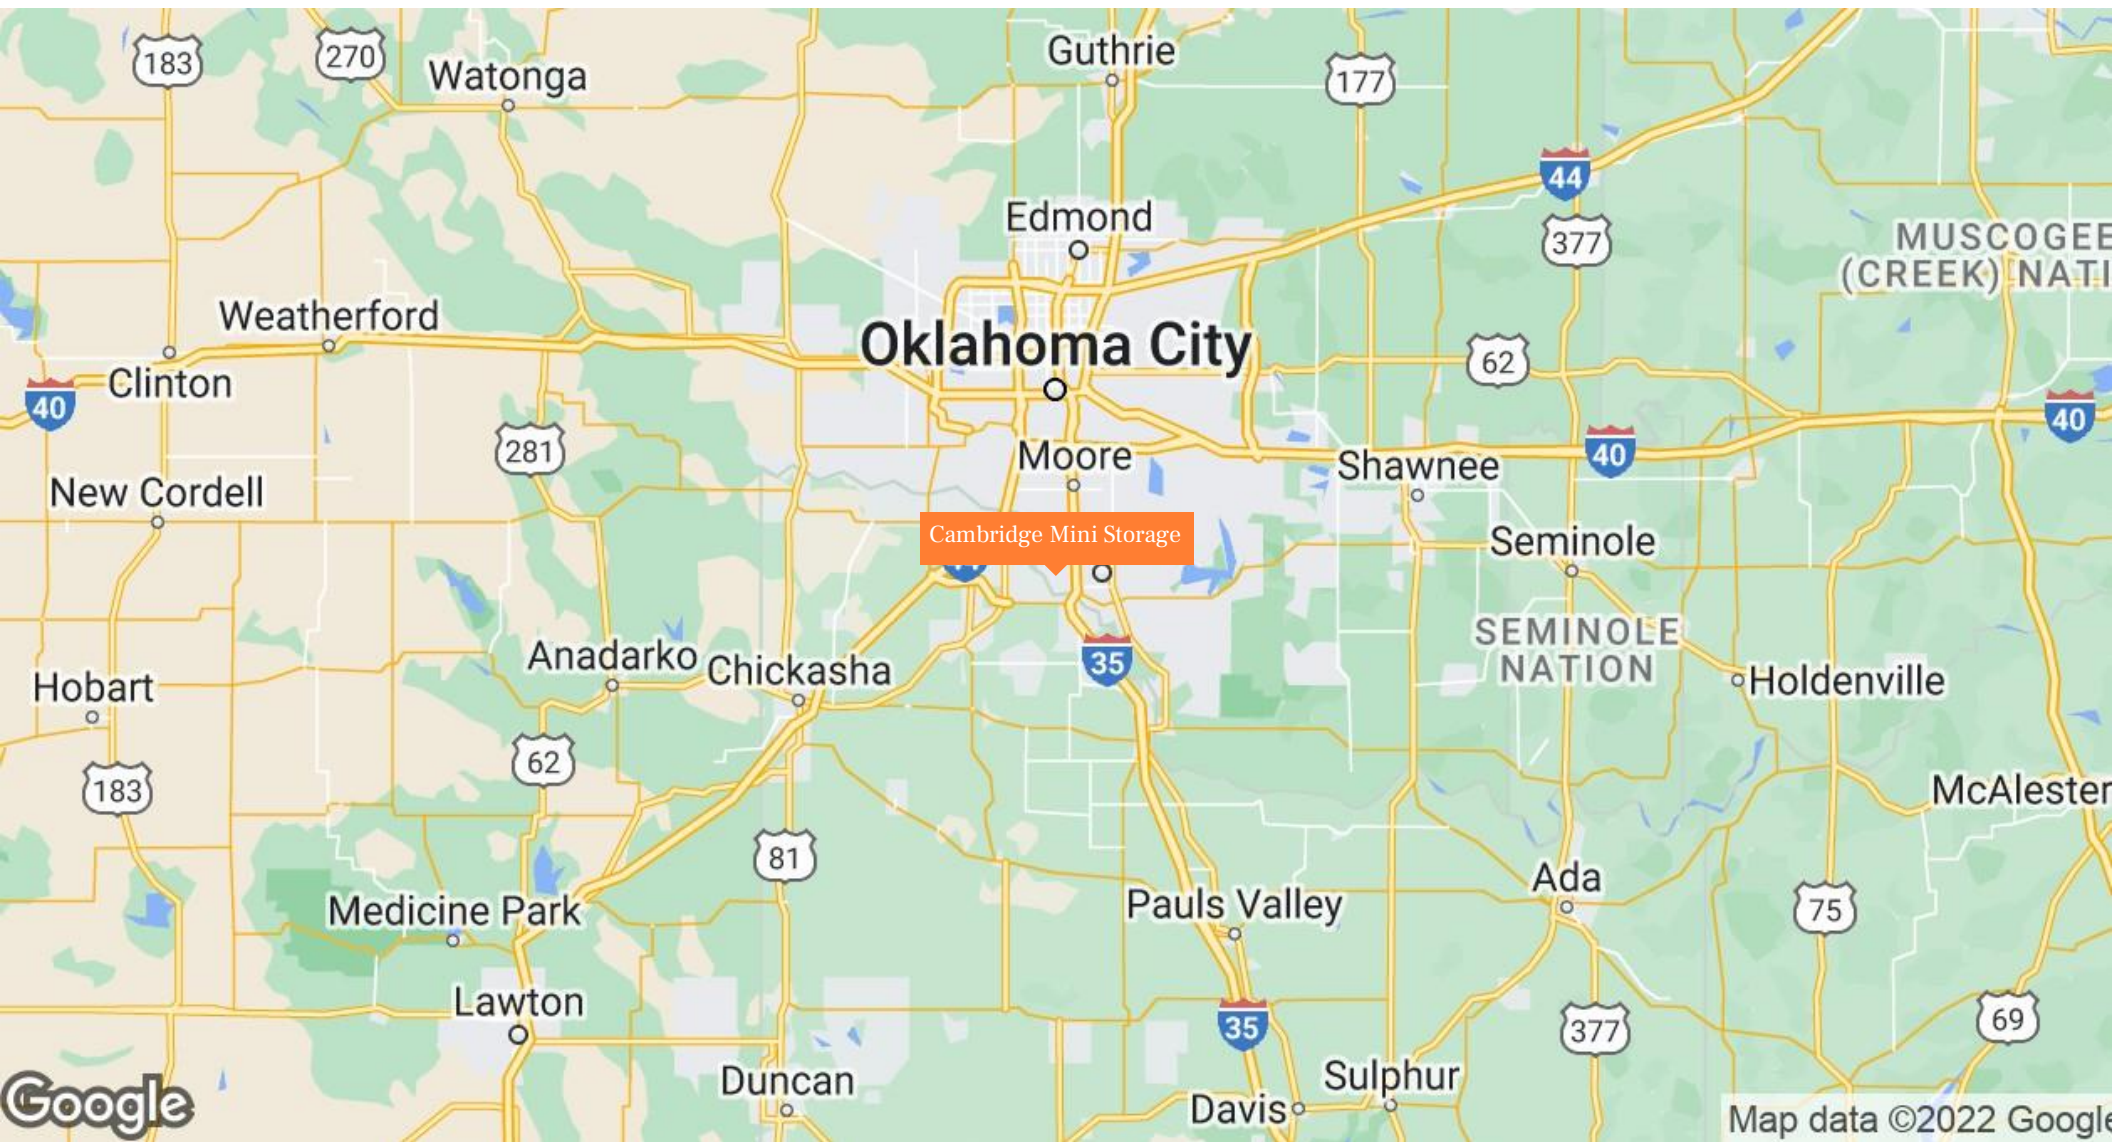 183
270
Watonga
Guthrie
177
44
Edmond
377
MUSCOGEE
(CREEK) NATI
Weatherford
Oklahoma City
62
Clinton
40
40
281
Moore
40
Shawnee
New Cordell
Cambridge Mini Storage
Seminole
SEMINOLE
NATION
Anadarko
Chickasha
35
Hobart
Holdenville
62
183
McAlester
81
Ada
Medicine Park
Pauls Valley
75
Lawton
35
377
69
Duncan
Sulphur
Google
Davis
Map data ©2022 Google